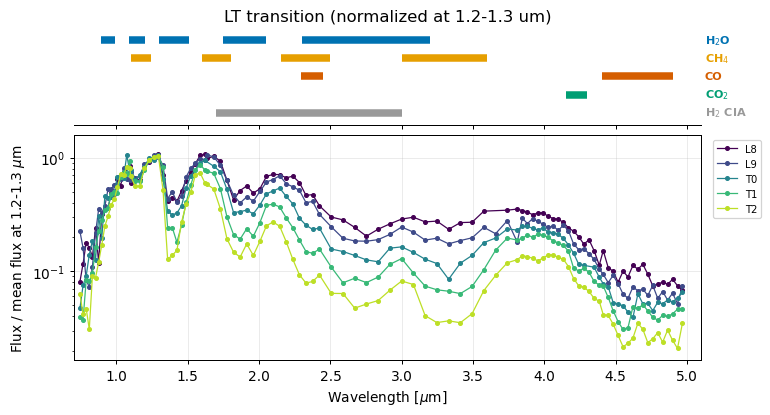 LT transition (normalized at 1.2-1.3 um)
H₂O
CH₄
CO
CO₂
H₂ CIA
Flux / mean flux at 1.2-1.3 μm
10⁰
10⁻¹
L8
L9
T0
T1
T2
1.0 1.5 2.0 2.5 3.0 3.5 4.0 4.5 5.0
Wavelength [μm]